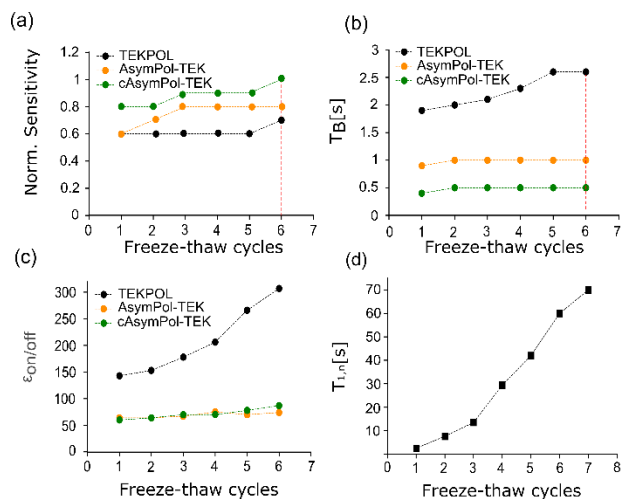 (a)
TEKPOL
AsymPol-TEK
cAsymPol-TEK
Norm. Sensitivity
1.2
1
0.8
0.6
0.4
0.2
0
0 1 2 3 4 5 6 7
Freeze-thaw cycles
(b)
TEKPOL
AsymPol-TEK
cAsymPol-TEK
TB[s]
3
2.5
2
1.5
1
0.5
0
0 1 2 3 4 5 6 7
Freeze-thaw cycles
(c)
TEKPOL
AsymPol-TEK
cAsymPol-TEK
εon/off
300
250
200
150
100
50
0
0 1 2 3 4 5 6 7
Freeze-thaw cycles
(d)
T1,n[s]
70
60
50
40
30
20
10
0 1 2 3 4 5 6 7 8
Freeze-thaw cycles